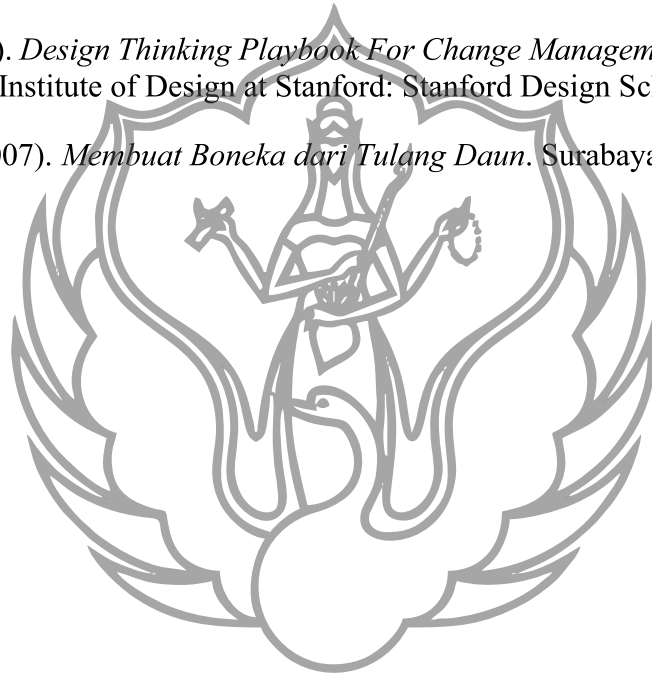 ). Design Thinking Playbook For Change Managem
Institute of Design at Stanford: Stanford Design Sc
007). Membuat Boneka dari Tulang Daun. Surabaya